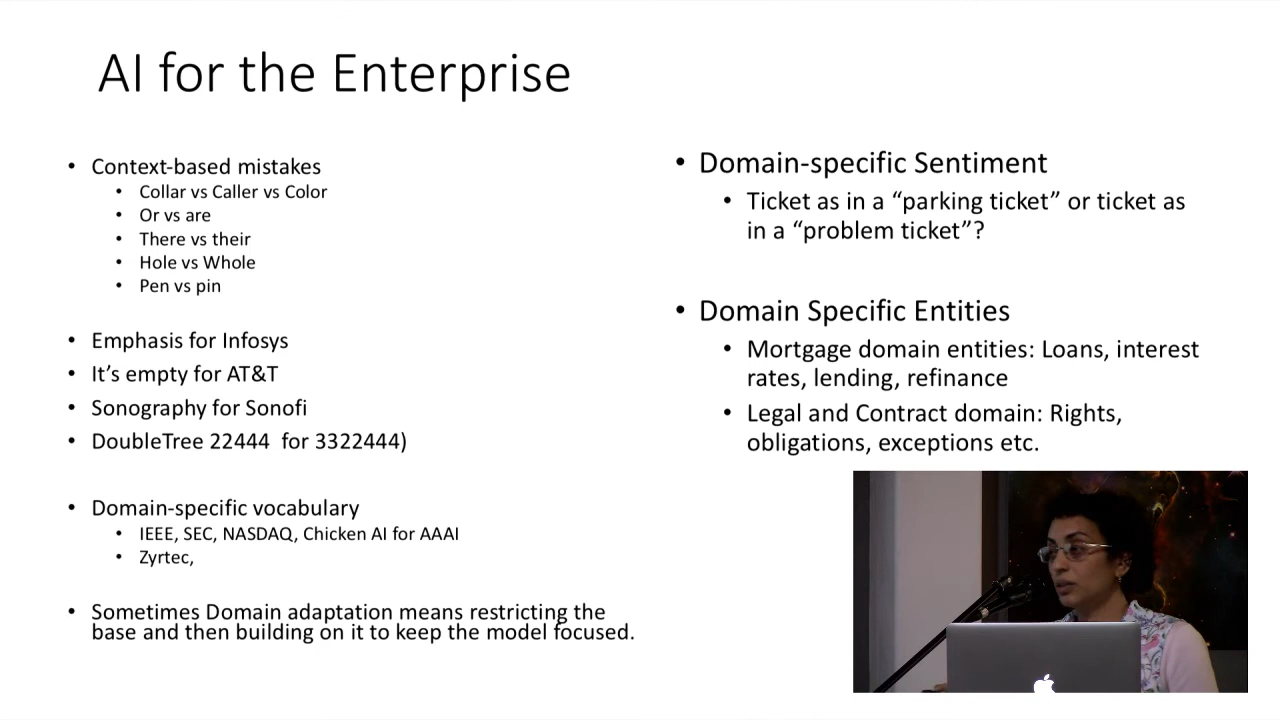 AI for the Enterprise
• Context-based mistakes
• Collar vs Caller vs Color
• Or vs are
• There vs their
• Hole vs Whole
• Pen vs pin
• Emphasis for Infosys
• It’s empty for AT&T
• Sonography for Sonofi
• DoubleTree 22444  for 3322444)
• Domain-specific vocabulary
• IEEE, SEC, NASDAQ, Chicken AI for AAAI
• Zyrtec,
• Sometimes Domain adaptation means restricting the
base and then building on it to keep the model focused.
• Domain-specific Sentiment
• Ticket as in a “parking ticket” or ticket as
in a “problem ticket”?
• Domain Specific Entities
• Mortgage domain entities: Loans, interest
rates, lending, refinance
• Legal and Contract domain: Rights,
obligations, exceptions etc.